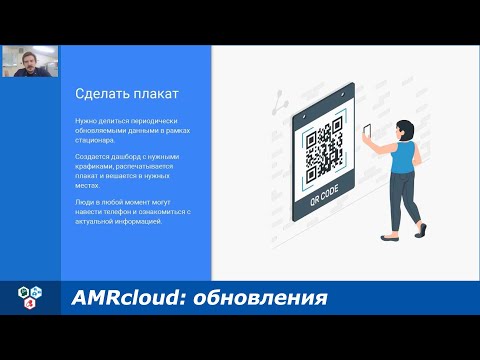 Сделать плакат
Нужно делиться периодически
обновляемыми данными в рамках
стационара.
Создается дашборд с нужными
крафиками, распечатывается
плакат и вешается в нужных
местах.
Люди в любой момент могут
навести телефон и ознакомиться с
актуальной информацией.
QR CODE
AMRcloud: обновления